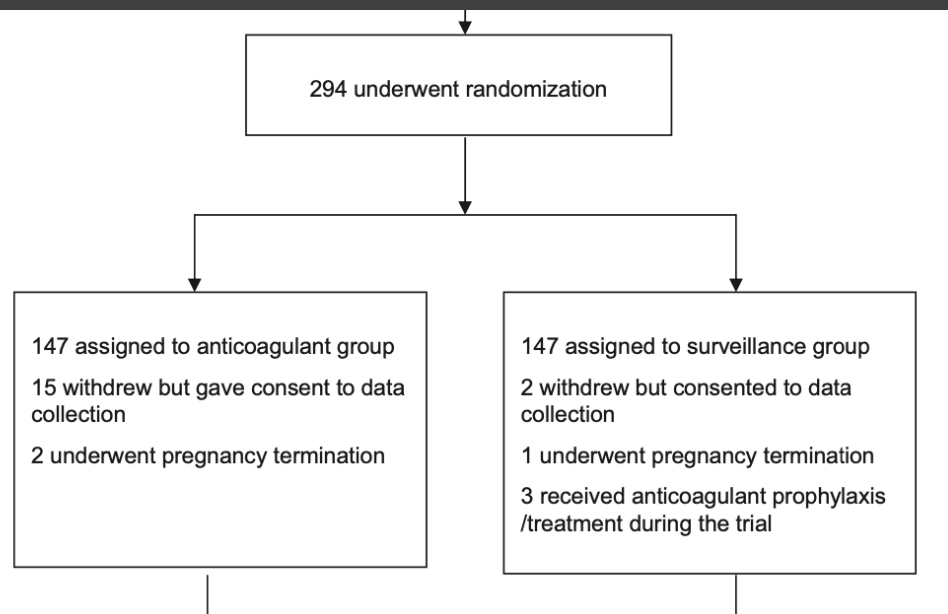 294 underwent randomization
147 assigned to anticoagulant group
15 withdrew but gave consent to data
collection
2 underwent pregnancy termination
147 assigned to surveillance group
2 withdrew but consented to data
collection
1 underwent pregnancy termination
3 received anticoagulant prophylaxis
/treatment during the trial